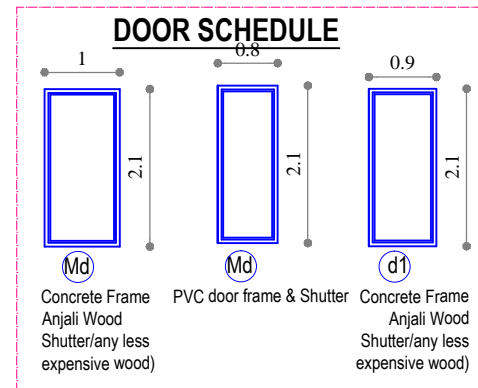 DOOR SCHEDULE
1
0.8
0.9
2.1
2.1
2.1
Md
Md
d1
Concrete Frame
Anjali Wood
Shutter/any less
expensive wood)
PVC door frame & Shutter
Concrete Frame
Anjali Wood
Shutter/any less
expensive wood)